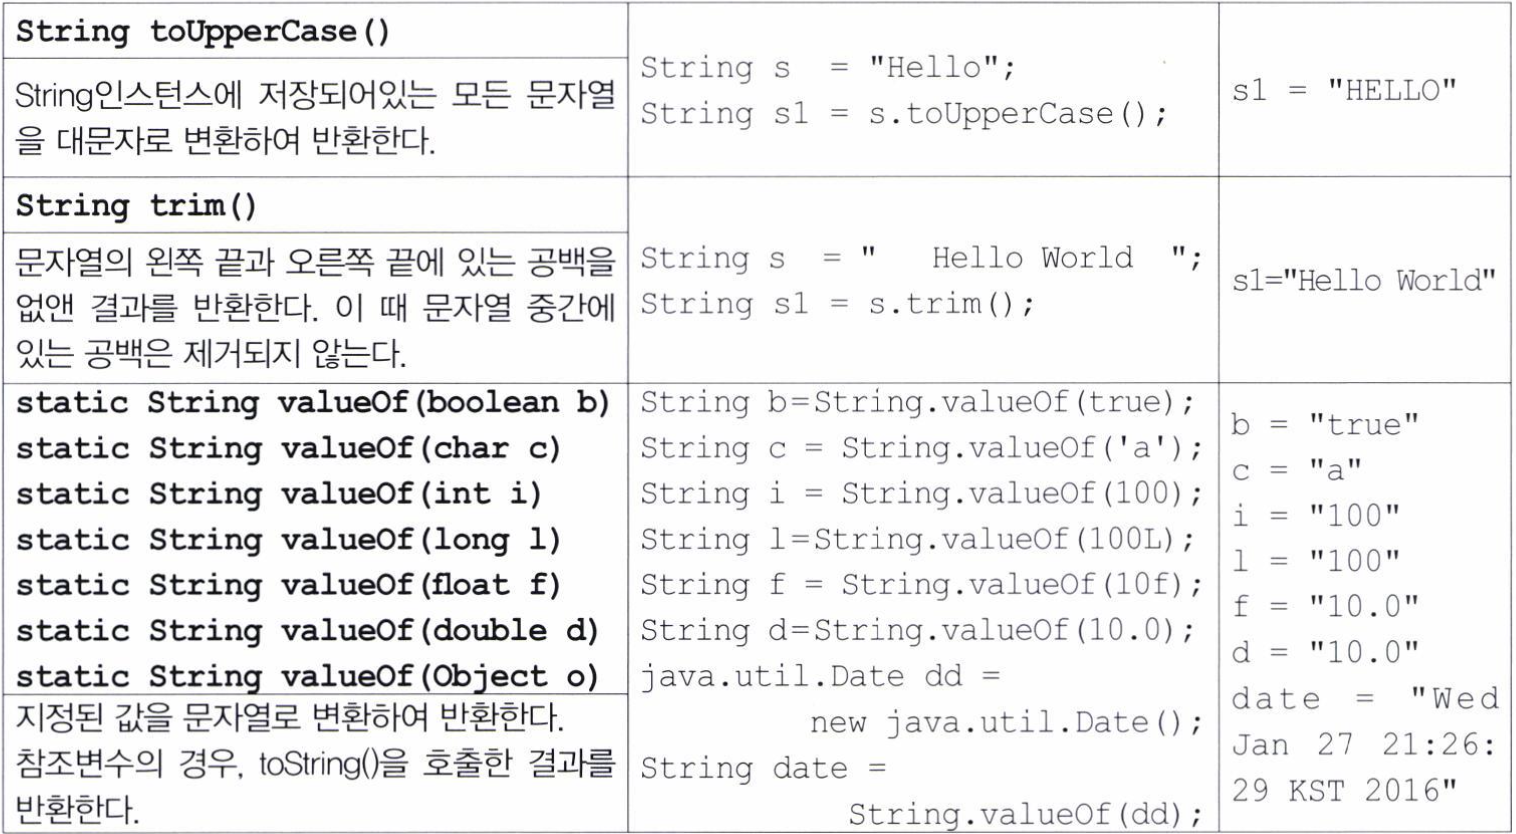 String toUpperCase()
String인스턴스에 저장되어있는 모든 문자열
을 대문자로 변환하여 반환한다.
String s  = "Hello";
String s1 = s.toUpperCase();
s1 = "HELLO"
String trim()
문자열의 왼쪽 끝과 오른쪽 끝에 있는 공백을
없앤 결과를 반환한다. 이 때 문자열 중간에
있는 공백은 제거되지 않는다.
String s  = "   Hello World  ";
String s1 = s.trim();
s1="Hello World"
static String valueOf(boolean b)
static String valueOf(char c)
static String valueOf(int i)
static String valueOf(long l)
static String valueOf(float f)
static String valueOf(double d)
static String valueOf(Object o)
지정된 값을 문자열로 변환하여 반환한다.
참조변수의 경우, toString()을 호출한 결과를
반환한다.
String b=String.valueOf(true);
String c = String.valueOf('a');
String i = String.valueOf(100);
String l=String.valueOf(100L);
String f = String.valueOf(10f);
String d=String.valueOf(10.0);
java.util.Date dd =
new java.util.Date();
String date =
String.valueOf(dd);
b = "true"
c = "a"
i = "100"
l = "100"
f = "10.0"
d = "10.0"
date = "Wed
Jan 27 21:26:
29 KST 2016"